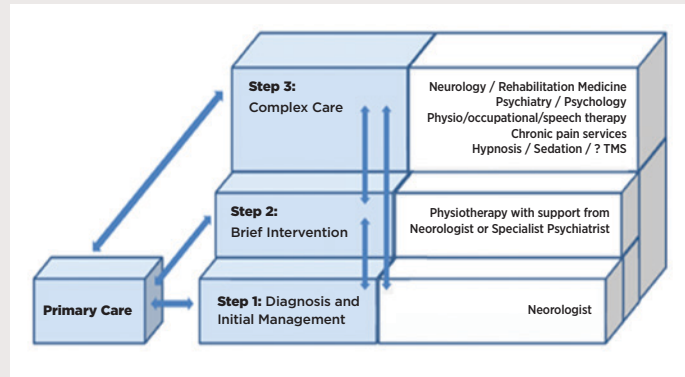 Step 3:
Complex Care
Neurology / Rehabilitation Medicine
Psychiatry / Psychology
Physio/occupational/speech therapy
Chronic pain services
Hypnosis / Sedation / ? TMS
Step 2:
Brief Intervention
Physiotherapy with support from
Neorologist or Specialist Psychiatrist
Primary Care
Step 1: Diagnosis and
Initial Management
Neorologist